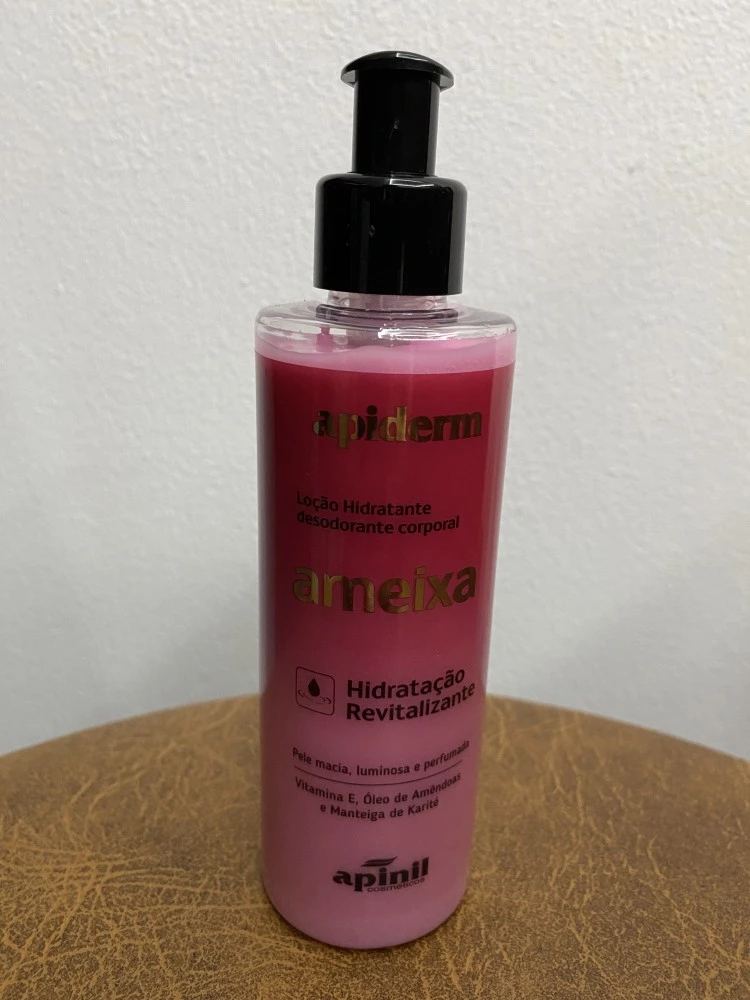 apiderm
Loção Hidratante
desodorante corporal
ameixa
Hidratação
Revitalizante
Pele macia, luminosa e perfumada
Vitamina E, Óleo de Amêndoas
e Manteiga de Karité
apinil
cosméticos